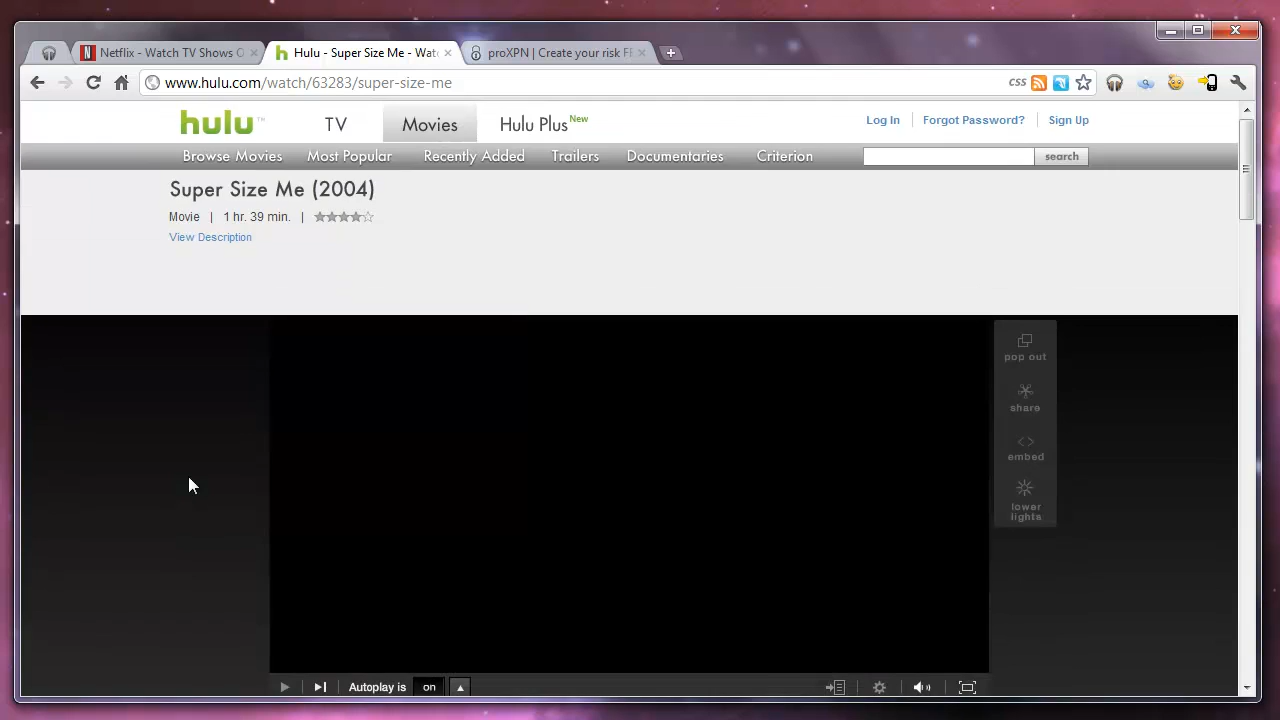 Netflix - Watch TV Shows O
Hulu - Super Size Me - Wat
proXPN | Create your risk FR
www.hulu.com/watch/63283/super-size-me
CSS
hulu™
TV
Movies
Hulu Plus New
Log In
Forgot Password?
Sign Up
Browse Movies
Most Popular
Recently Added
Trailers
Documentaries
Criterion
search
Super Size Me (2004)
Movie | 1 hr. 39 min. |
View Description
pop out
share
embed
lower
lights
Autoplay is on